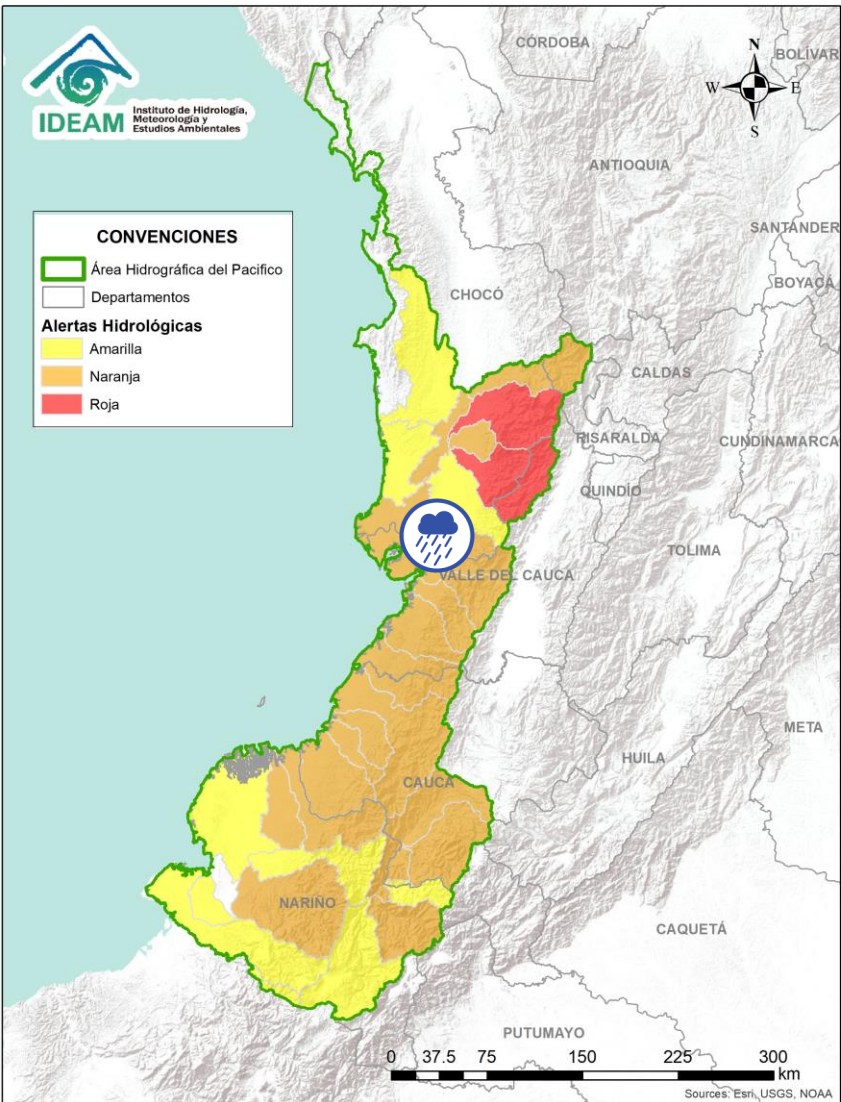 IDEAM
Instituto de Hidrología,
Meteorología y
Estudios Ambientales
CÓRDOBA
N
BOLÍVAR
W
E
S
ANTIOQUIA
SANTANDER
CONVENCIONES
Área Hidrográfica del Pacifico
Departamentos
Alertas Hidrológicas
Amarilla
Naranja
Roja
BOYACÁ
CHOCÓ
CALDAS
RISARALDA
CUNDINAMARCA
QUINDÍO
TOLIMA
VALLE DEL CAUCA
META
HUILA
CAUCA
NARIÑO
CAQUETÁ
PUTUMAYO
0 37.5 75 150 225 300
km
Sources: Esri, USGS, NOAA